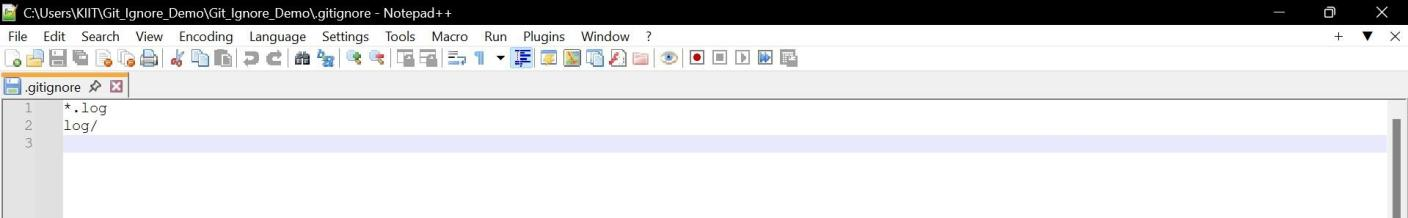 C:\Users\KIIT\Git_Ignore_Demo\Git_Ignore_Demo\.gitignore - Notepad++
File Edit Search View Encoding Language Settings Tools Macro Run Plugins Window ?
.gitignore
1 *.log
2 log/
3